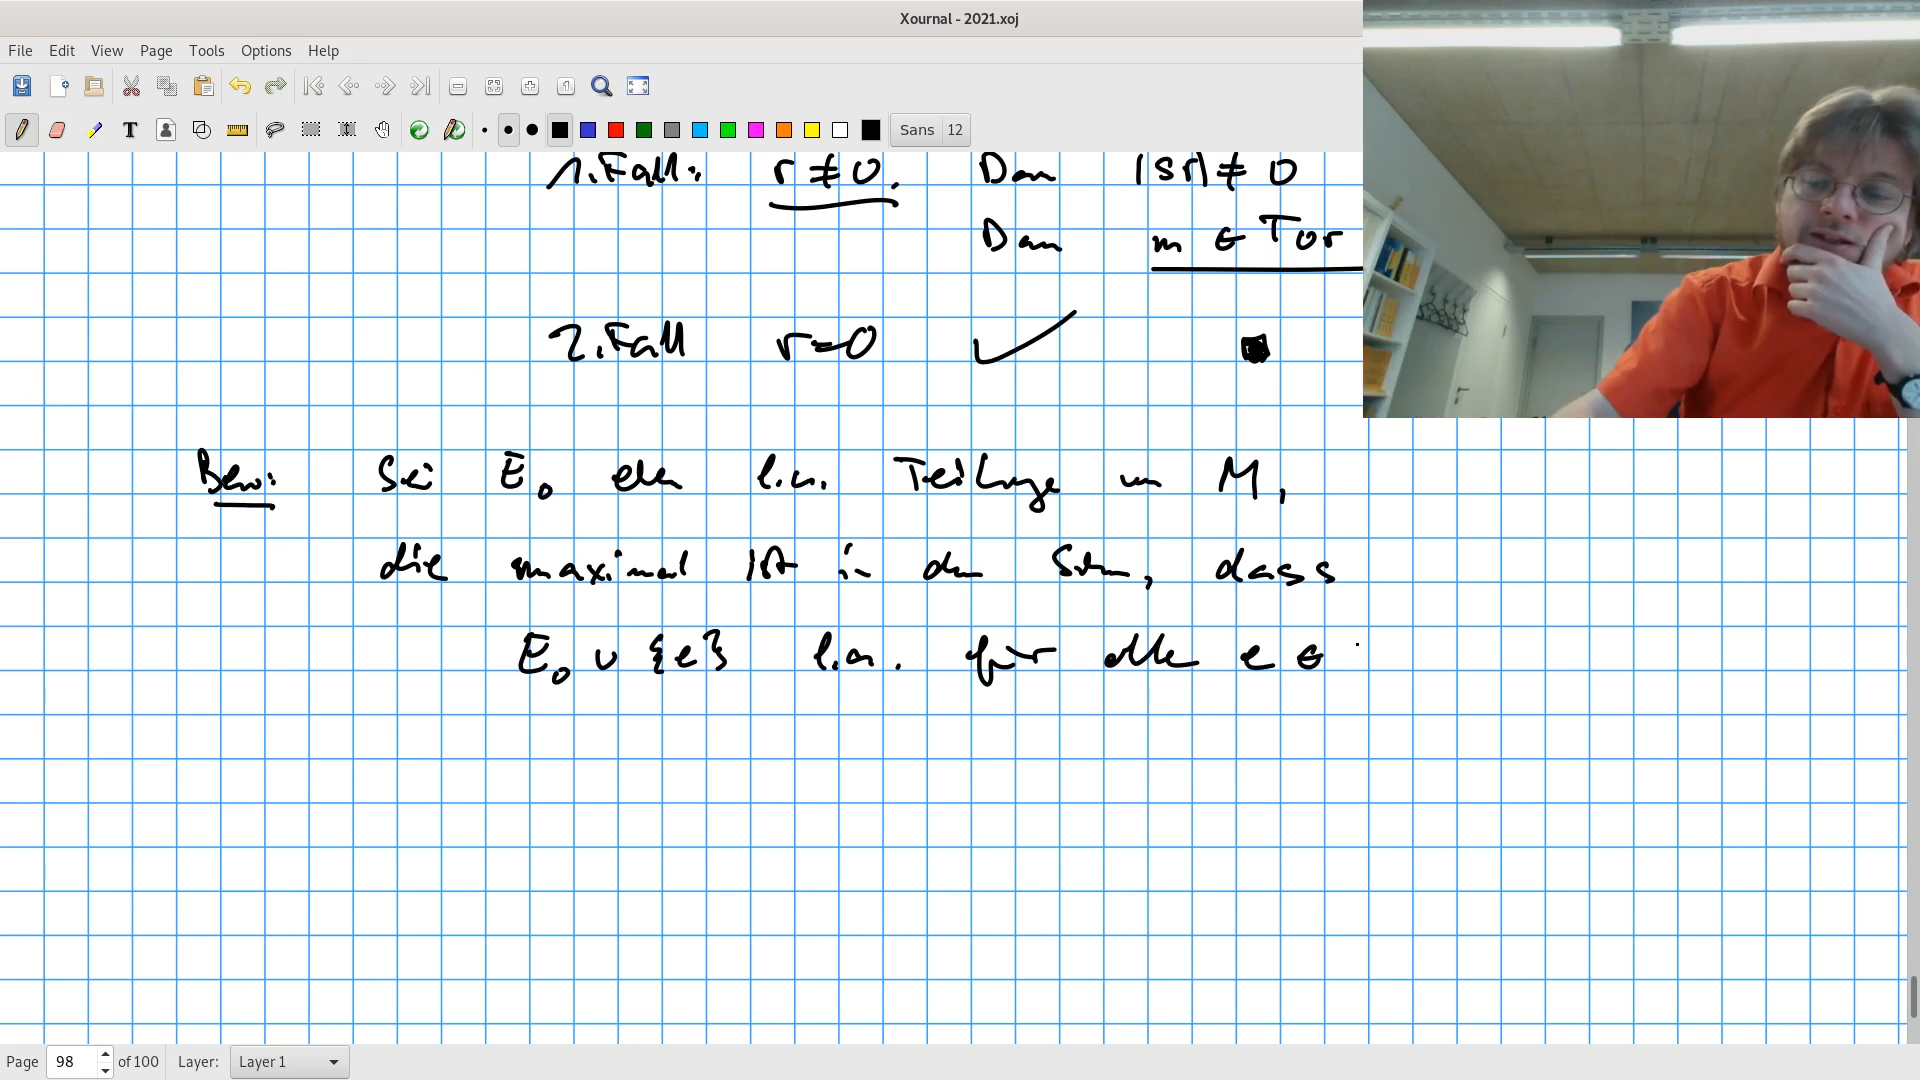 Xournal - 2021.xoj
File Edit View Page Tools Options Help
Sans 12
1. Fall: r ≠ 0. Dann |sr| ≠ 0
Dann m ∈ Tor
2. Fall r=0 ✓ ■
Bew: Sei E₀ eine l.u. Teilmenge von M,
die maximal ist in dem Sinn, dass
E₀ ∪ {e} l.a. für alle e ∈
Page 98 of 100 Layer: Layer 1